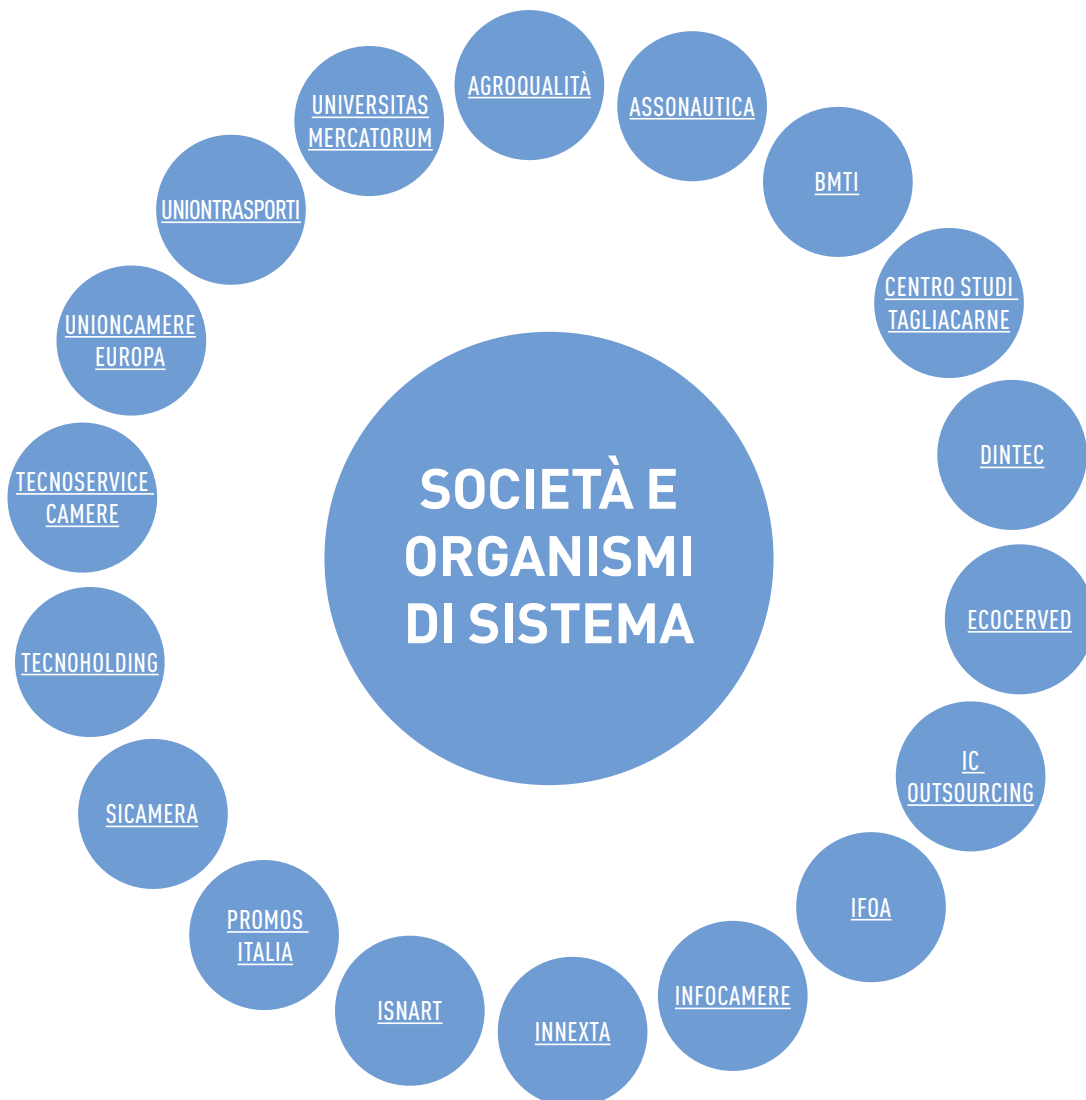 AGROQUALITÀ
ASSONAUTICA
BMTI
CENTRO STUDI
TAGLIACARNE
DINTEC
ECOCERVED
IC
OUTSOURCING
IFOA
INFOCAMERE
INNEXTA
ISNART
PROMOS
ITALIA
SICAMERA
TECNOHOLDING
TECNOSERVICE
CAMERE
UNIONCAMERE
EUROPA
UNIONTRASPORTI
UNIVERSITAS
MERCATORUM
SOCIETÀ E
ORGANISMI
DI SISTEMA